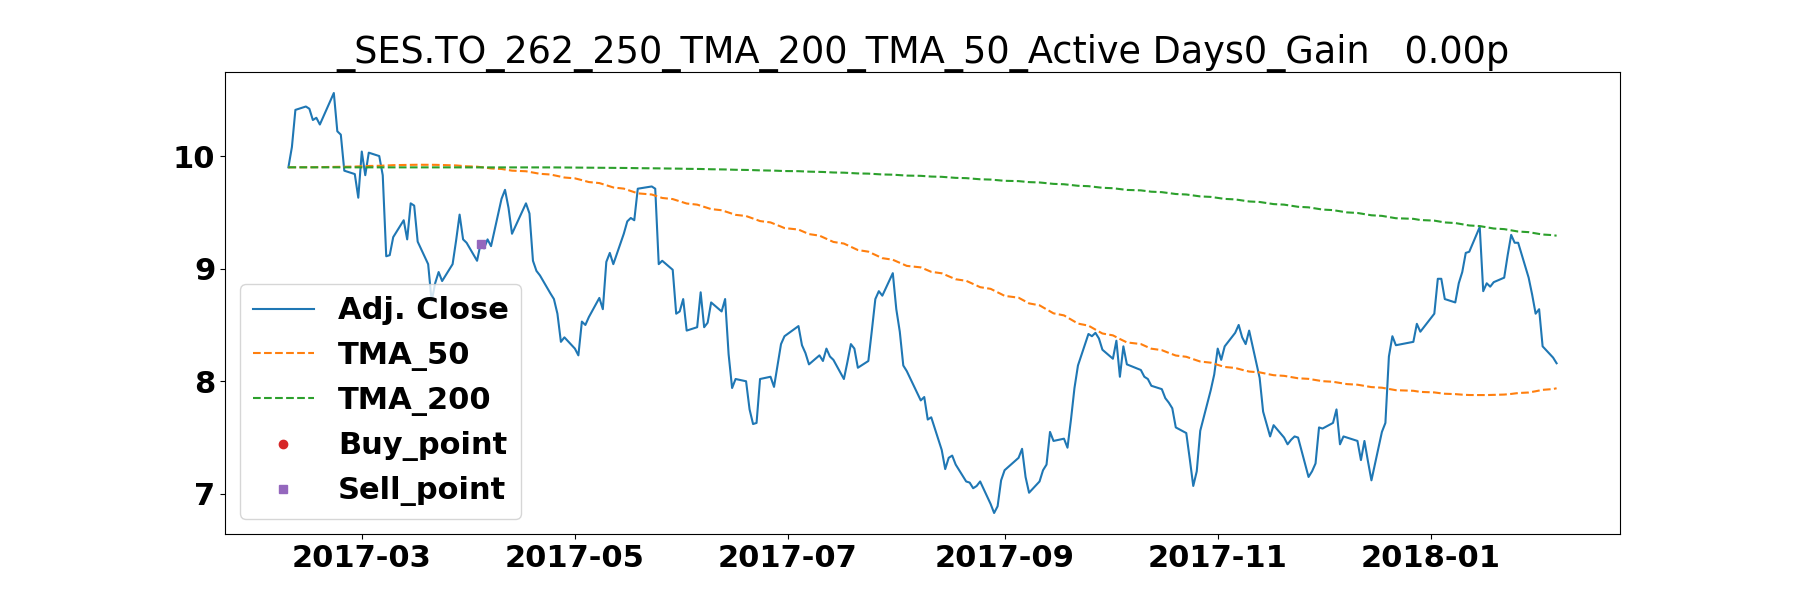 _SES.TO_262_250_TMA_200_TMA_50_Active Days0_Gain   0.00p
10
9
8
7
Adj. Close
TMA_50
TMA_200
Buy_point
Sell_point
2017-03 2017-05 2017-07 2017-09 2017-11 2018-01